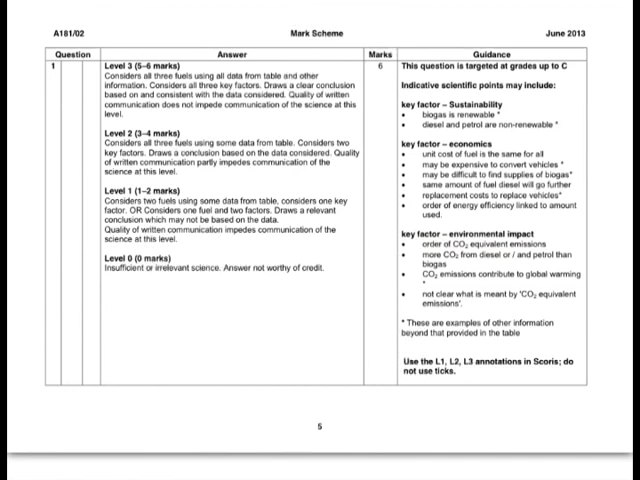 A181/02
Mark Scheme
June 2013
Question
Answer
Marks
Guidance
1
Level 3 (5–6 marks)
Considers all three fuels using all data from table and other
information. Considers all three key factors. Draws a clear conclusion
based on and consistent with the data considered. Quality of written
communication does not impede communication of the science at this
level.
Level 2 (3–4 marks)
Considers all three fuels using some data from table. Considers two
key factors. Draws a conclusion based on the data considered. Quality
of written communication partly impedes communication of the
science at this level.
Level 1 (1–2 marks)
Considers two fuels using some data from table, considers one key
factor. OR Considers one fuel and two factors. Draws a relevant
conclusion which may not be based on the data.
Quality of written communication impedes communication of the
science at this level.
Level 0 (0 marks)
Insufficient or irrelevant science. Answer not worthy of credit.
6
This question is targeted at grades up to C
Indicative scientific points may include:
key factor – Sustainability
• biogas is renewable *
• diesel and petrol are non-renewable *
key factor – economics
• unit cost of fuel is the same for all
• may be expensive to convert vehicles *
• may be difficult to find supplies of biogas*
• same amount of fuel diesel will go further
• replacement costs to replace vehicles*
• order of energy efficiency linked to amount
used.
key factor – environmental impact
• order of CO₂ equivalent emissions
• more CO₂ from diesel or / and petrol than
biogas
• CO₂ emissions contribute to global warming
*
• not clear what is meant by 'CO₂ equivalent
emissions'.
* These are examples of other information
beyond that provided in the table
Use the L1, L2, L3 annotations in Scoris; do
not use ticks.
5